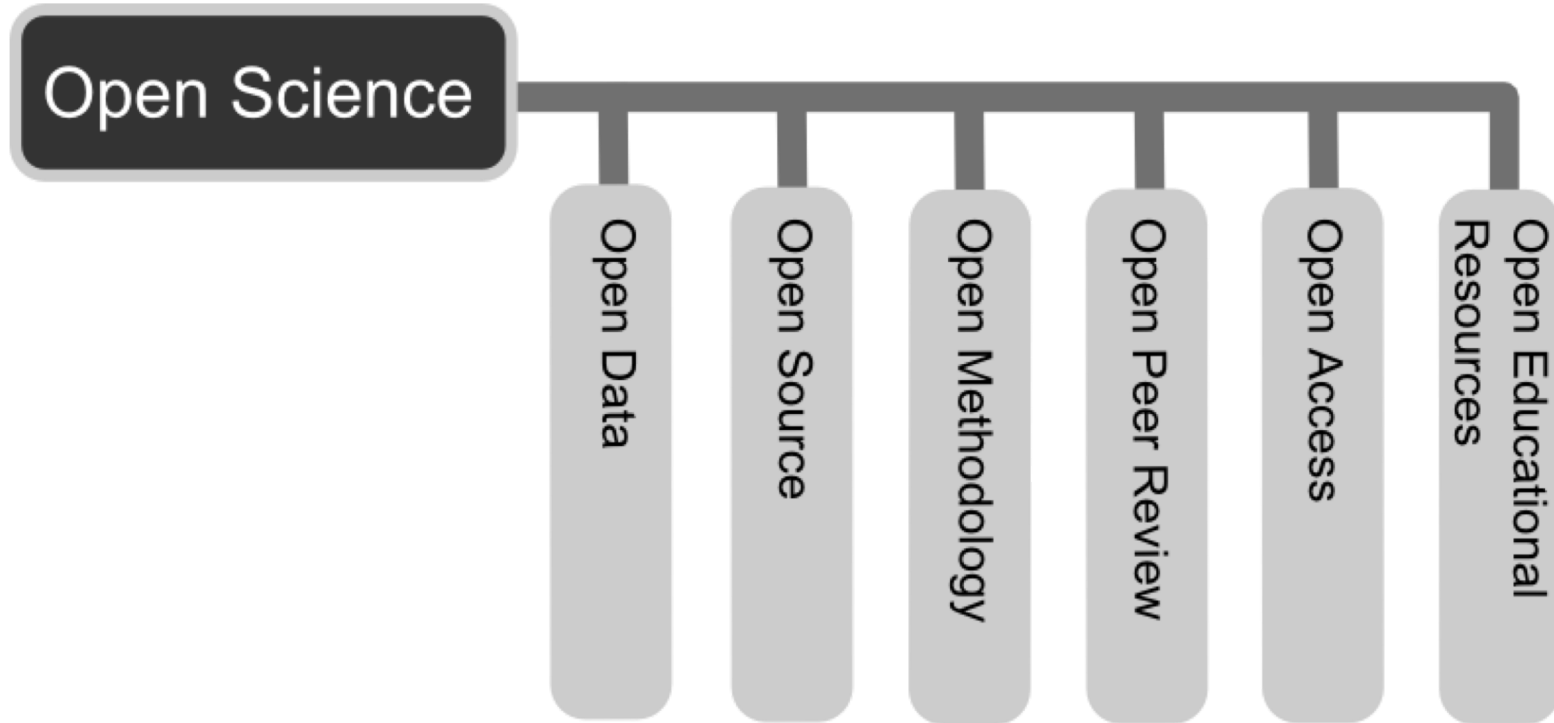 Open Science
Open Data
Open Source
Open Methodology
Open Peer Review
Open Access
Open Educational
Resources